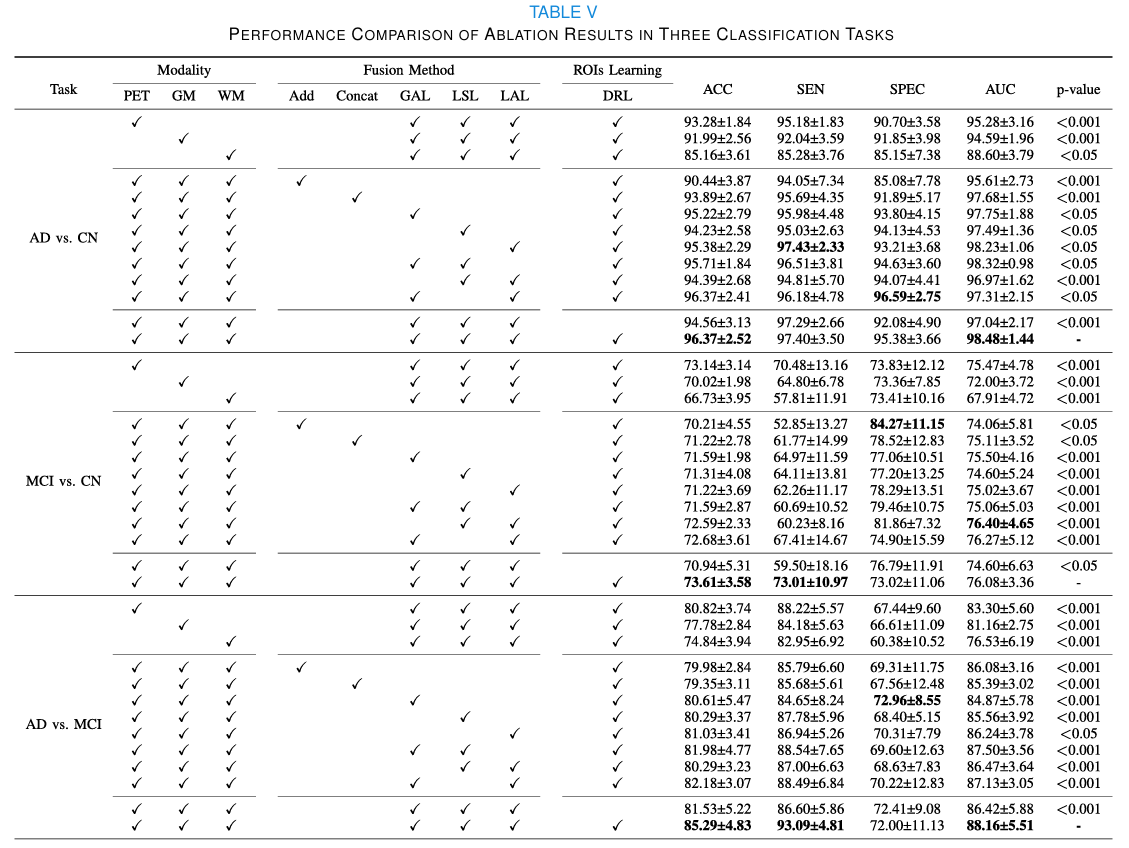 TABLE V
PERFORMANCE COMPARISON OF ABLATION RESULTS IN THREE CLASSIFICATION TASKS
Task Modality Fusion Method ROIs Learning ACC SEN SPEC AUC p-value
PET GM WM Add Concat GAL LSL LAL DRL
✓ ✓ ✓ ✓ ✓ 93.28±1.84 95.18±1.83 90.70±3.58 95.28±3.16 <0.001
✓ ✓ ✓ ✓ ✓ 91.99±2.56 92.04±3.59 91.85±3.98 94.59±1.96 <0.001
✓ ✓ ✓ ✓ ✓ 85.16±3.61 85.28±3.76 85.15±7.38 88.60±3.79 <0.05
✓ ✓ ✓ ✓ ✓ 90.44±3.87 94.05±7.34 85.08±7.78 95.61±2.73 <0.001
✓ ✓ ✓ ✓ ✓ 93.89±2.67 95.69±4.35 91.89±5.17 97.68±1.55 <0.001
✓ ✓ ✓ ✓ ✓ 95.22±2.79 95.98±4.48 93.80±4.15 97.75±1.88 <0.05
✓ ✓ ✓ ✓ ✓ 94.23±2.58 95.03±2.63 94.13±4.53 97.49±1.36 <0.05
AD vs. CN
✓ ✓ ✓ ✓ ✓ 95.38±2.29 97.43±2.33 93.21±3.68 98.23±1.06 <0.05
✓ ✓ ✓ ✓ ✓ ✓ 95.71±1.84 96.51±3.81 94.63±3.60 98.32±0.98 <0.05
✓ ✓ ✓ ✓ ✓ ✓ 94.39±2.68 94.81±5.70 94.07±4.41 96.97±1.62 <0.001
✓ ✓ ✓ ✓ ✓ ✓ 96.37±2.41 96.18±4.78 96.59±2.75 97.31±2.15 <0.05
✓ ✓ ✓ ✓ ✓ ✓ 94.56±3.13 97.29±2.66 92.08±4.90 97.04±2.17 <0.001
✓ ✓ ✓ ✓ ✓ ✓ ✓ 96.37±2.52 97.40±3.50 95.38±3.66 98.48±1.44 -
✓ ✓ ✓ ✓ ✓ 73.14±3.14 70.48±13.16 73.83±12.12 75.47±4.78 <0.001
✓ ✓ ✓ ✓ ✓ 70.02±1.98 64.80±6.78 73.36±7.85 72.00±3.72 <0.001
✓ ✓ ✓ ✓ ✓ 66.73±3.95 57.81±11.91 73.41±10.16 67.91±4.72 <0.001
✓ ✓ ✓ ✓ ✓ 70.21±4.55 52.85±13.27 84.27±11.15 74.06±5.81 <0.05
✓ ✓ ✓ ✓ ✓ 71.22±2.78 61.77±14.99 78.52±12.83 75.11±3.52 <0.05
✓ ✓ ✓ ✓ ✓ 71.59±1.98 64.97±11.59 77.06±10.51 75.50±4.16 <0.001
✓ ✓ ✓ ✓ ✓ 71.31±4.08 64.11±13.81 77.20±13.25 74.60±5.24 <0.001
MCI vs. CN
✓ ✓ ✓ ✓ ✓ 71.22±3.69 62.26±11.17 78.29±13.51 75.02±3.67 <0.001
✓ ✓ ✓ ✓ ✓ ✓ 71.59±2.87 60.69±10.52 79.46±10.75 75.06±5.03 <0.001
✓ ✓ ✓ ✓ ✓ ✓ 72.59±2.33 60.23±8.16 81.86±7.32 76.40±4.65 <0.001
✓ ✓ ✓ ✓ ✓ ✓ 72.68±3.61 67.41±14.67 74.90±15.59 76.27±5.12 <0.001
✓ ✓ ✓ ✓ ✓ ✓ 70.94±5.31 59.50±18.16 76.79±11.91 74.60±6.63 <0.05
✓ ✓ ✓ ✓ ✓ ✓ ✓ 73.61±3.58 73.01±10.97 73.02±11.06 76.08±3.36 -
✓ ✓ ✓ ✓ ✓ 80.82±3.74 88.22±5.57 67.44±9.60 83.30±5.60 <0.001
✓ ✓ ✓ ✓ ✓ 77.78±2.84 84.18±5.63 66.61±11.09 81.16±2.75 <0.001
✓ ✓ ✓ ✓ ✓ 74.84±3.94 82.95±6.92 60.38±10.52 76.53±6.19 <0.001
✓ ✓ ✓ ✓ ✓ 79.98±2.84 85.79±6.60 69.31±11.75 86.08±3.16 <0.001
✓ ✓ ✓ ✓ ✓ 79.35±3.11 85.68±5.61 67.56±12.48 85.39±3.02 <0.001
✓ ✓ ✓ ✓ ✓ 80.61±5.47 84.65±8.24 72.96±8.55 84.87±5.78 <0.001
✓ ✓ ✓ ✓ ✓ 80.29±3.37 87.78±5.96 68.40±5.15 85.56±3.92 <0.001
AD vs. MCI
✓ ✓ ✓ ✓ ✓ 81.03±3.41 86.94±5.26 70.31±7.79 86.24±3.78 <0.05
✓ ✓ ✓ ✓ ✓ ✓ 81.98±4.77 88.54±7.65 69.60±12.63 87.50±3.56 <0.001
✓ ✓ ✓ ✓ ✓ ✓ 80.29±3.23 87.00±6.63 68.63±7.83 86.47±3.64 <0.001
✓ ✓ ✓ ✓ ✓ ✓ 82.18±3.07 88.49±6.84 70.22±12.83 87.13±3.05 <0.001
✓ ✓ ✓ ✓ ✓ ✓ 81.53±5.22 86.60±5.86 72.41±9.08 86.42±5.88 <0.001
✓ ✓ ✓ ✓ ✓ ✓ ✓ 85.29±4.83 93.09±4.81 72.00±11.13 88.16±5.51 -